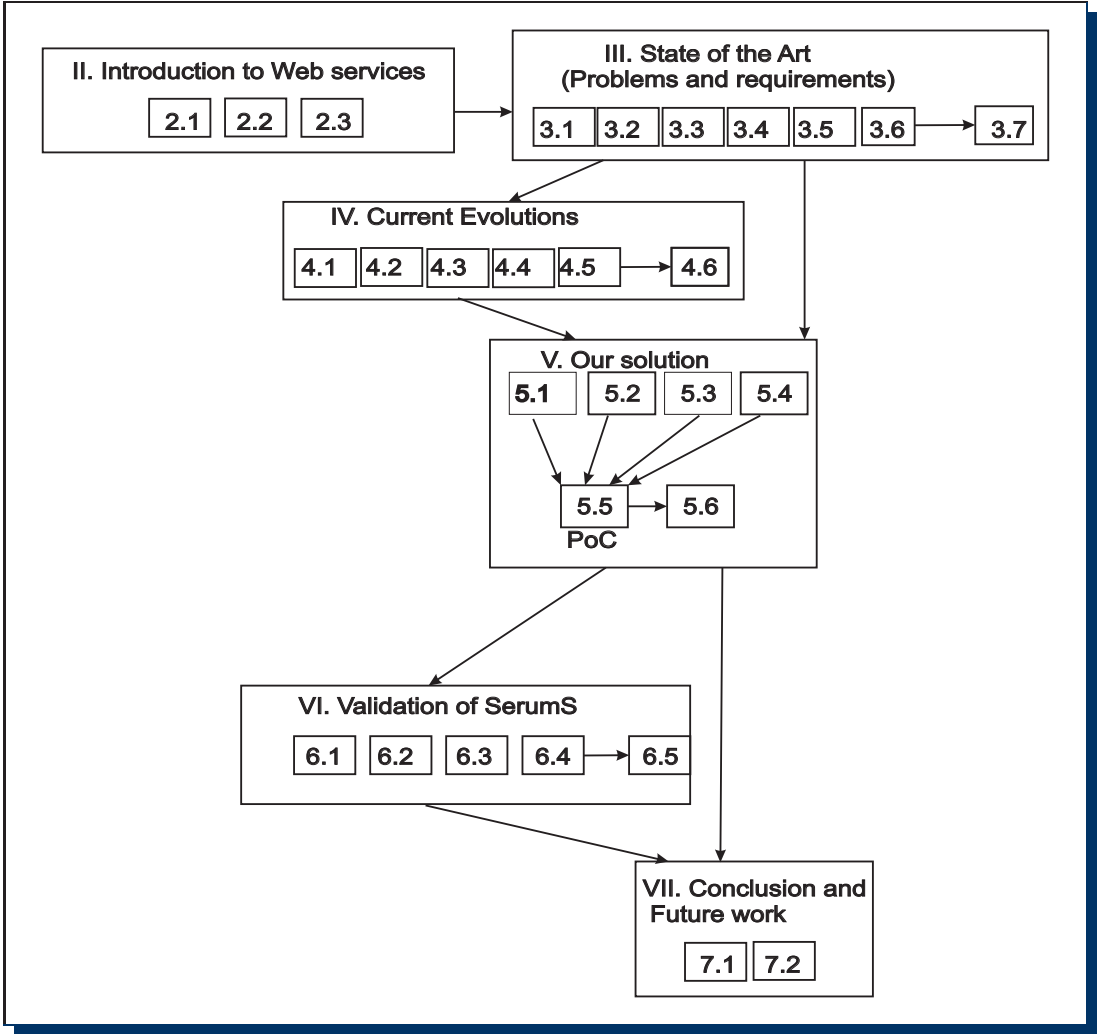 II. Introduction to Web services
2.1 2.2 2.3
III. State of the Art
(Problems and requirements)
3.1 3.2 3.3 3.4 3.5 3.6 3.7
IV. Current Evolutions
4.1 4.2 4.3 4.4 4.5 4.6
V. Our solution
5.1 5.2 5.3 5.4
5.5 5.6
PoC
VI. Validation of SerumS
6.1 6.2 6.3 6.4 6.5
VII. Conclusion and
Future work
7.1 7.2